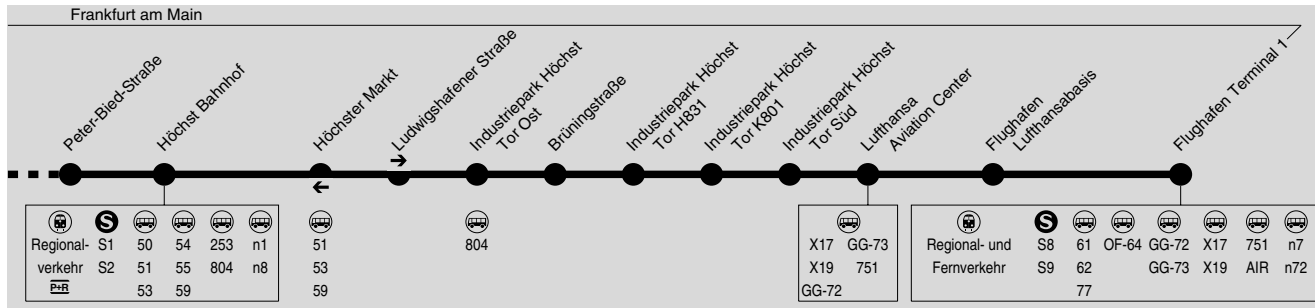 Frankfurt am Main
Peter-Bied-Straße
Höchst Bahnhof
Höchster Markt
Ludwigshafener Straße
Industriepark Höchst
Tor Ost
Brüningstraße
Industriepark Höchst
Tor H831
Industriepark Höchst
Tor K801
Industriepark Höchst
Tor Süd
Lufthansa
Aviation Center
Flughafen
Lufthansabasis
Flughafen Terminal 1
S
Regional- S1 50 54 253 n1
verkehr S2 51 55 804 n8
P+R 53 59
51
53
59
804
X17 GG-73
X19 751
GG-72
S
Regional- und S8 61 OF-64 GG-72 X17 751 n7
Fernverkehr S9 62 GG-73 X19 AIR n72
77